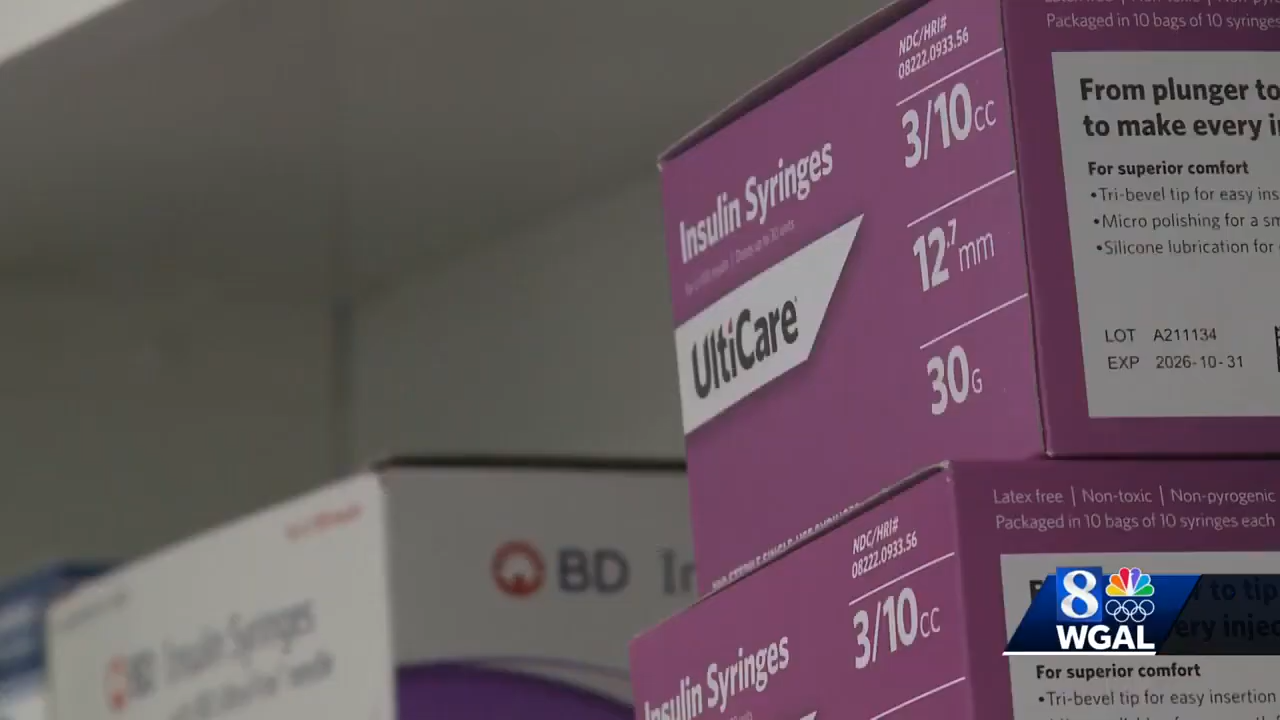 Packaged in 10 bags of 10 syringes
NDC/HRI#
08222.0933.56
3/10cc
12.7mm
30G
Insulin Syringes
UltiCare
From plunger to
to make every
For superior comfort
•Tri-bevel tip for easy
•Micro polishing for a
•Silicone lubrication for
LOT A211134
EXP 2026-10-31
BD
BD Insulin Syringes
NDC/HRI#
08222.0933.56
3/10cc
Insulin Syringes
Latex free | Non-toxic | Non-pyrogenic
Packaged in 10 bags of 10 syringes each
to tip
For superior comfort
•Tri-bevel tip for easy insertion
8
WGAL